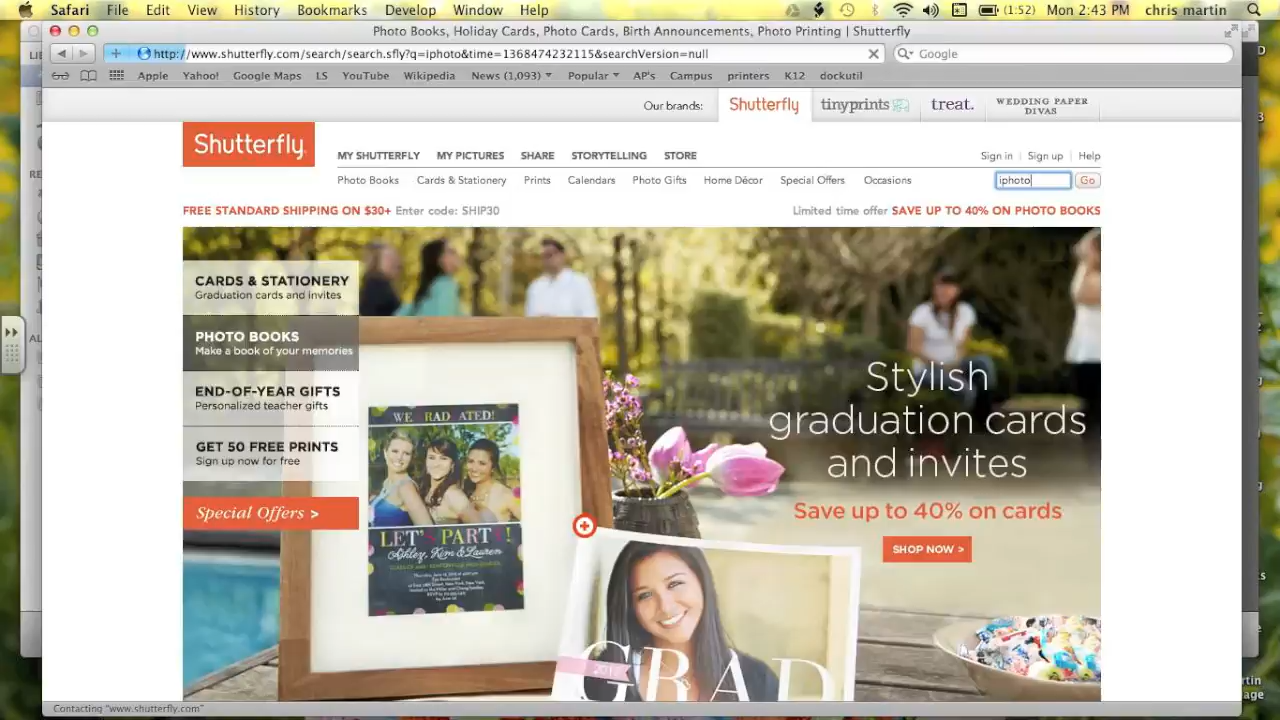 Safari File Edit View History Bookmarks Develop Window Help (1:52) Mon 2:43 PM chris martin
Photo Books, Holiday Cards, Photo Cards, Birth Announcements, Photo Printing | Shutterfly
http://www.shutterfly.com/search/search.sfly?q=iphoto&time=1368474232115&searchVersion=null Google
Apple Yahoo! Google Maps LS YouTube Wikipedia News (1,093) Popular AP's Campus printers K12 dockutil
Our brands: Shutterfly tinyprints treat. WEDDING PAPER
DIVAS
Shutterfly
MY SHUTTERFLY MY PICTURES SHARE STORYTELLING STORE Sign in Sign up Help
Photo Books Cards & Stationery Prints Calendars Photo Gifts Home Décor Special Offers Occasions iphoto Go
FREE STANDARD SHIPPING ON $30+ Enter code: SHIP30 Limited time offer SAVE UP TO 40% ON PHOTO BOOKS
CARDS & STATIONERY
Graduation cards and invites
PHOTO BOOKS
Make a book of your memories
END-OF-YEAR GIFTS
Personalized teacher gifts
GET 50 FREE PRINTS
Sign up now for free
Special Offers >
WE RAD ATED!
LET'S PARTY!
Ashley, Kim & Lauren
Stylish
graduation cards
and invites
Save up to 40% on cards
SHOP NOW >
GRAD
Contacting "www.shutterfly.com"